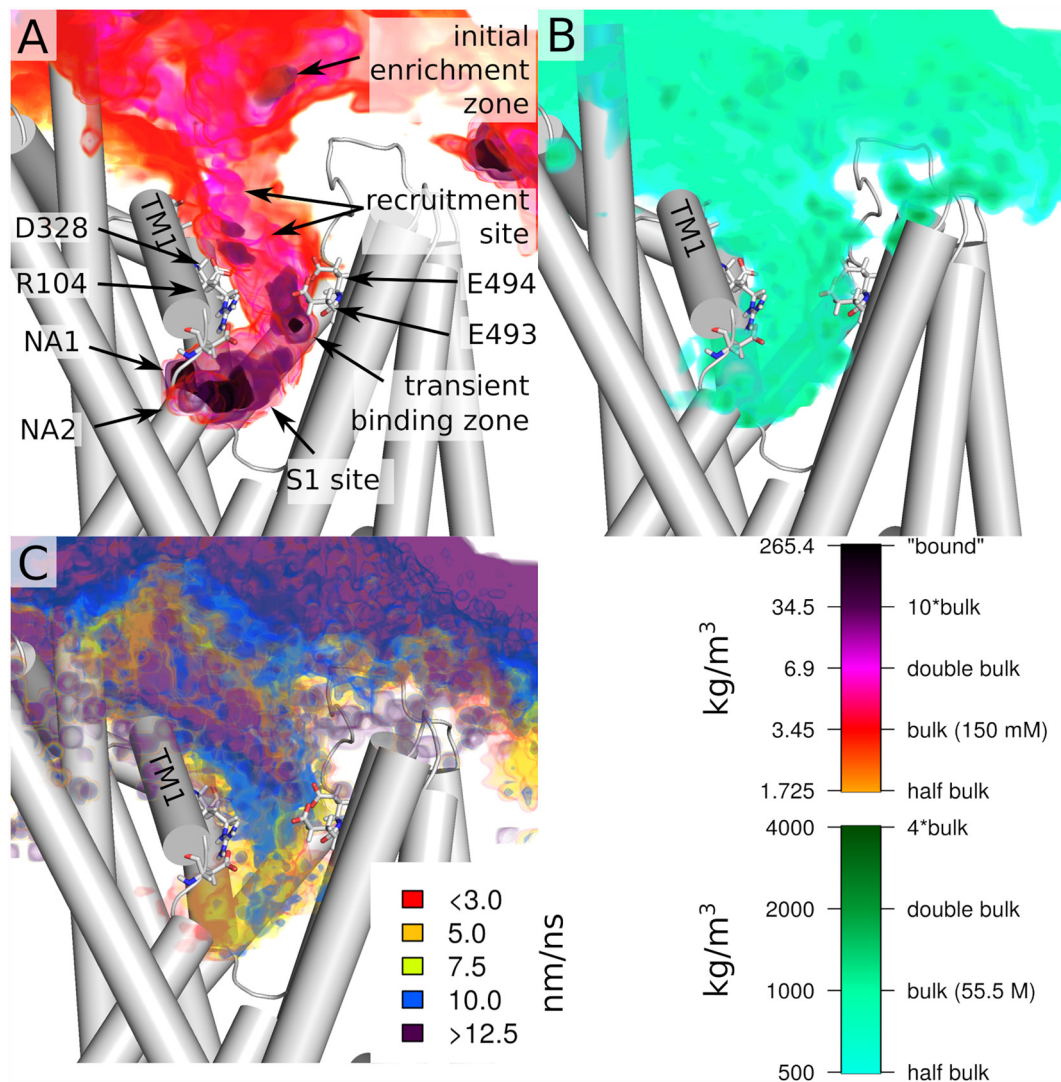 A
initial
enrichment
zone
recruitment
site
TM1
D328
R104
NA1
NA2
E494
E493
transient
binding zone
S1 site
B
TM1
C
TM1
<3.0
5.0
7.5
10.0
>12.5
nm/ns
kg/m³
265.4 "bound"
34.5 10*bulk
6.9 double bulk
3.45 bulk (150 mM)
1.725 half bulk
kg/m³
4000 4*bulk
2000 double bulk
1000 bulk (55.5 M)
500 half bulk